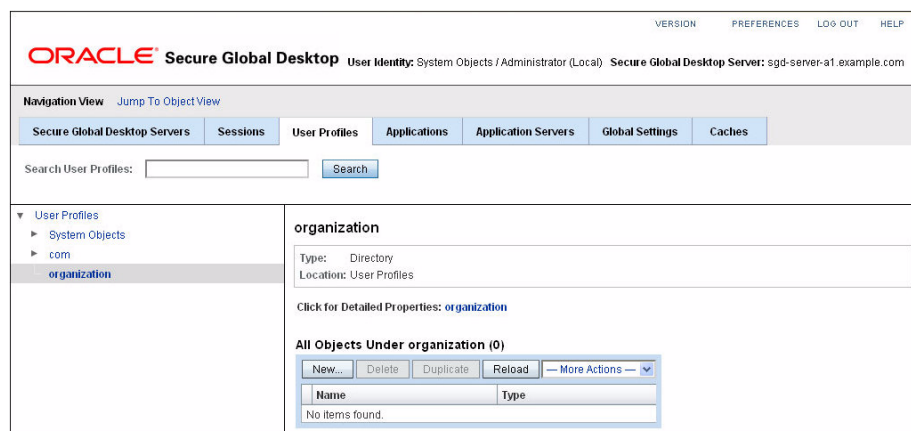 VERSION PREFERENCES LOG OUT HELP
ORACLE Secure Global Desktop User Identity: System Objects / Administrator (Local) Secure Global Desktop Server: sgd-server-a1.example.com
Navigation View Jump To Object View
Secure Global Desktop Servers Sessions User Profiles Applications Application Servers Global Settings Caches
Search User Profiles: Search
User Profiles
System Objects
com
organization
organization
Type: Directory
Location: User Profiles
Click for Detailed Properties: organization
All Objects Under organization (0)
New... Delete Duplicate Reload — More Actions —
Name Type
No items found.